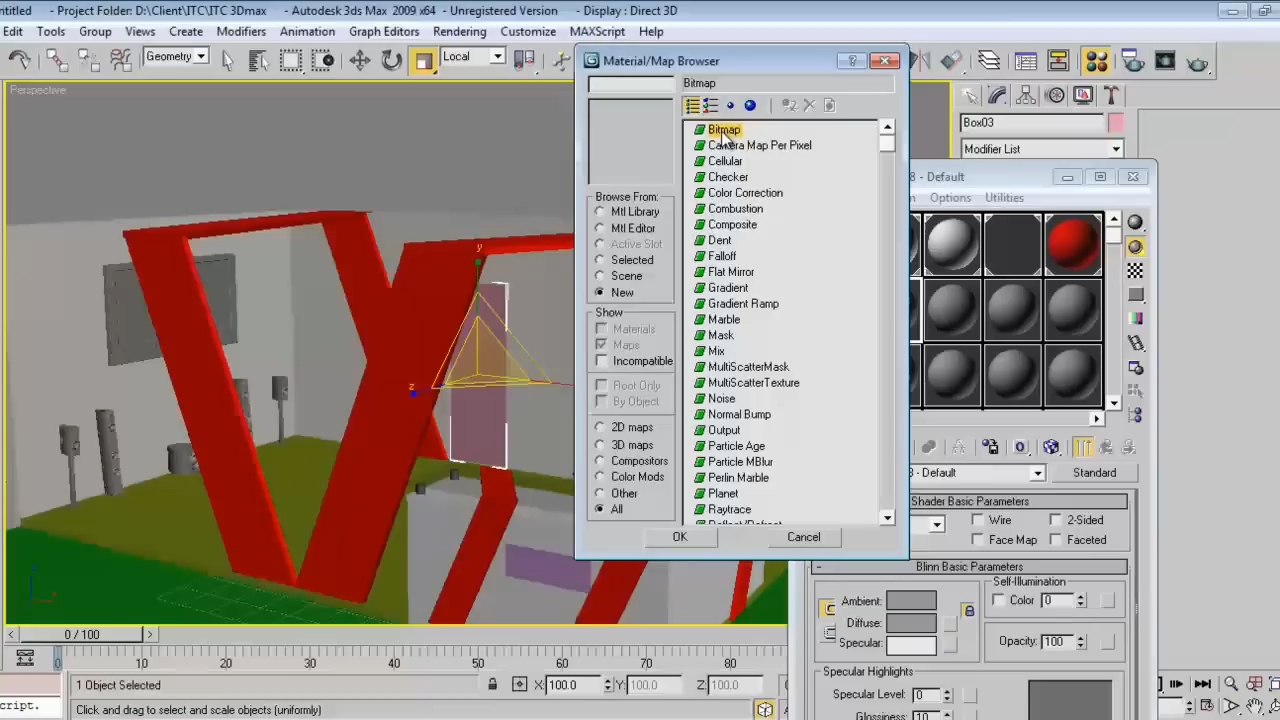 ntitled - Project Folder: D:\Client\ITC\ITC 3Dmax - Autodesk 3ds Max 2009 x64 - Unregistered Version - Display : Direct 3D
Edit Tools Group Views Create Modifiers Animation Graph Editors Rendering Customize MAXScript Help
Geometry Local
Perspective
Material/Map Browser
Bitmap
Bitmap
Camera Map Per Pixel
Cellular
Checker
Color Correction
Combustion
Composite
Dent
Falloff
Flat Mirror
Gradient
Gradient Ramp
Marble
Mask
Mix
MultiScatterMask
MultiScatterTexture
Noise
Normal Bump
Output
Particle Age
Particle MBlur
Perlin Marble
Planet
Raytrace
Reflect/Refract
Browse From:
Mtl Library
Mtl Editor
Active Slot
Selected
Scene
New
Show
Materials
Maps
Incompatible
Root Only
By Object
2D maps
3D maps
Compositors
Color Mods
Other
All
OK Cancel
Box03
Modifier List
8 - Default
Options Utilities
8 - Default Standard
Shader Basic Parameters
Wire 2-Sided
Face Map Faceted
- Blinn Basic Parameters
Self-Illumination
Ambient: Color 0
Diffuse:
Specular: Opacity: 100
Specular Highlights
Specular Level: 0
Glossiness: 10
y
z
< 0 / 100 >
0 10 20 30 40 50 60 70 80
1 Object Selected X: 100.0 Y: 100.0 Z: 100.0
cript. Click and drag to select and scale objects (uniformly)